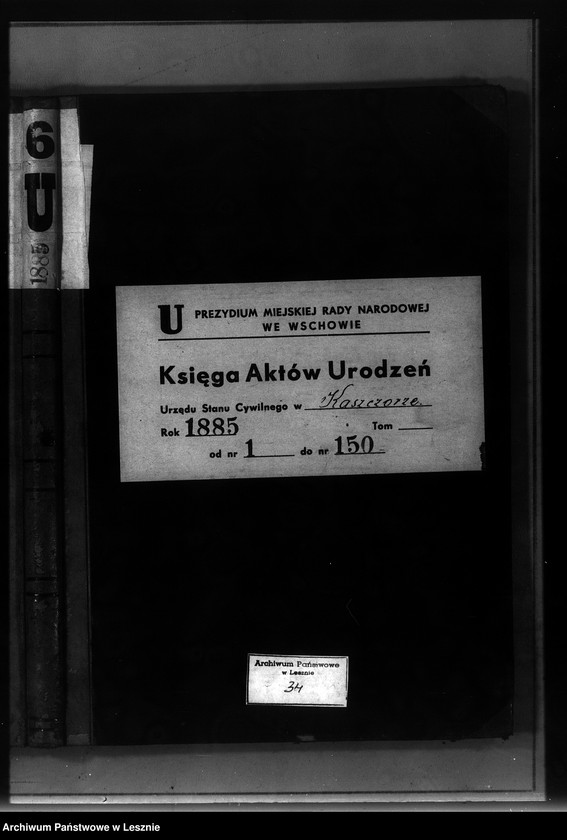 6
U
1885
U PREZYDIUM MIEJSKIEJ RADY NARODOWEJ
WE WSCHOWIE
Księga Aktów Urodzeń
Urzędu Stanu Cywilnego w Kaszczorze.
Rok 1885 Tom
od nr 1 do nr 150
Archiwum Państwowe
w Lesznie
34
Archiwum Państwowe w Lesznie